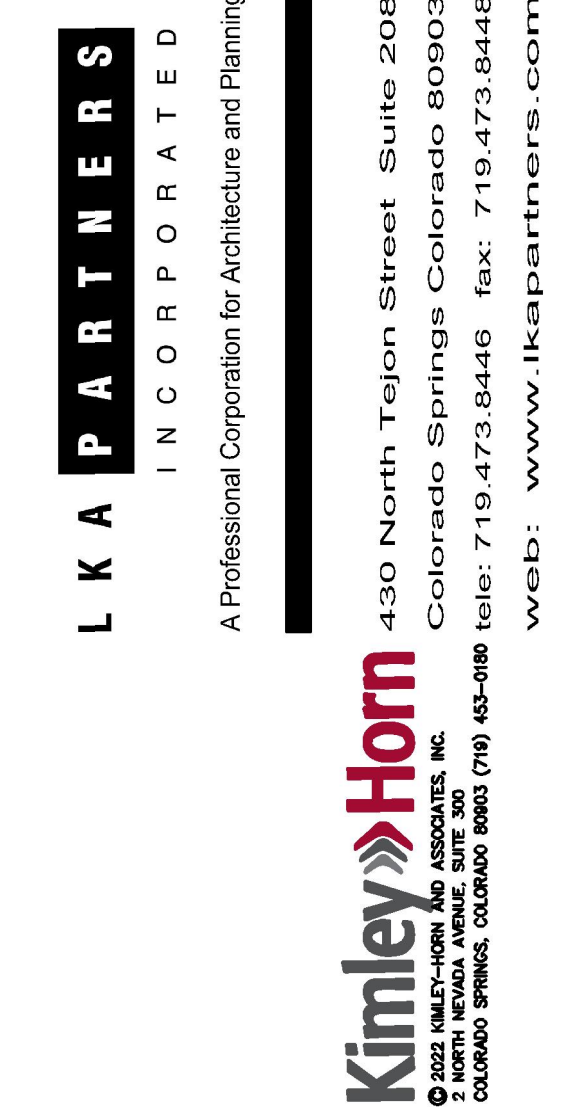 LKA PARTNERS
INCORPORATED
A Professional Corporation for Architecture and Planning
430 North Tejon Street Suite 208
Colorado Springs Colorado 80903
tele: 719.473.8446 fax: 719.473.8448
web: www.lkapartners.com
Kimley»Horn
© 2022 KIMLEY-HORN AND ASSOCIATES, INC.
2 NORTH NEVADA AVENUE, SUITE 300
COLORADO SPRINGS, COLORADO 80903 (719) 453-0180